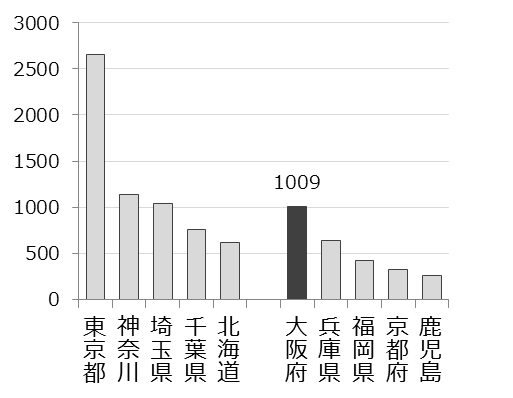 3000
2500
2000
1500
1000
500
0
1009
東京都
神奈川
埼玉県
千葉県
北海道
大阪府
兵庫県
福岡県
京都府
鹿児島